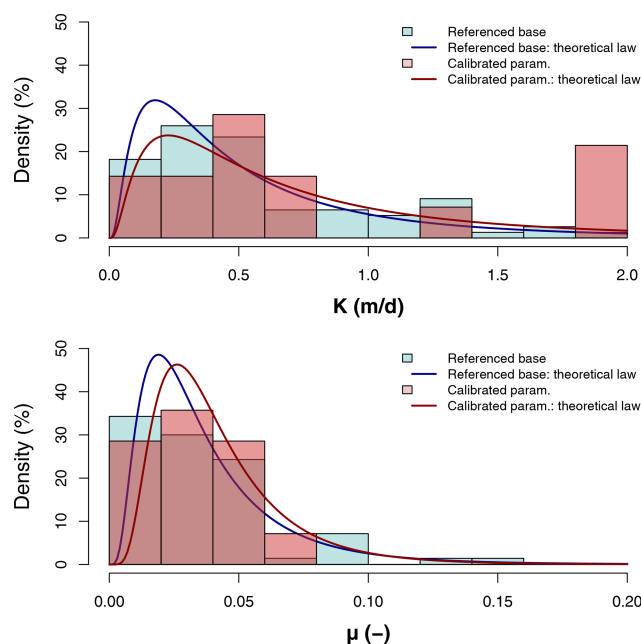 Density (%)
50
40
30
20
10
0
Referenced base
Referenced base: theoretical law
Calibrated param.
Calibrated param.: theoretical law
0.0 0.5 1.0 1.5 2.0
K (m/d)
Density (%)
50
40
30
20
10
0
Referenced base
Referenced base: theoretical law
Calibrated param.
Calibrated param.: theoretical law
0.00 0.05 0.10 0.15 0.20
μ (−)